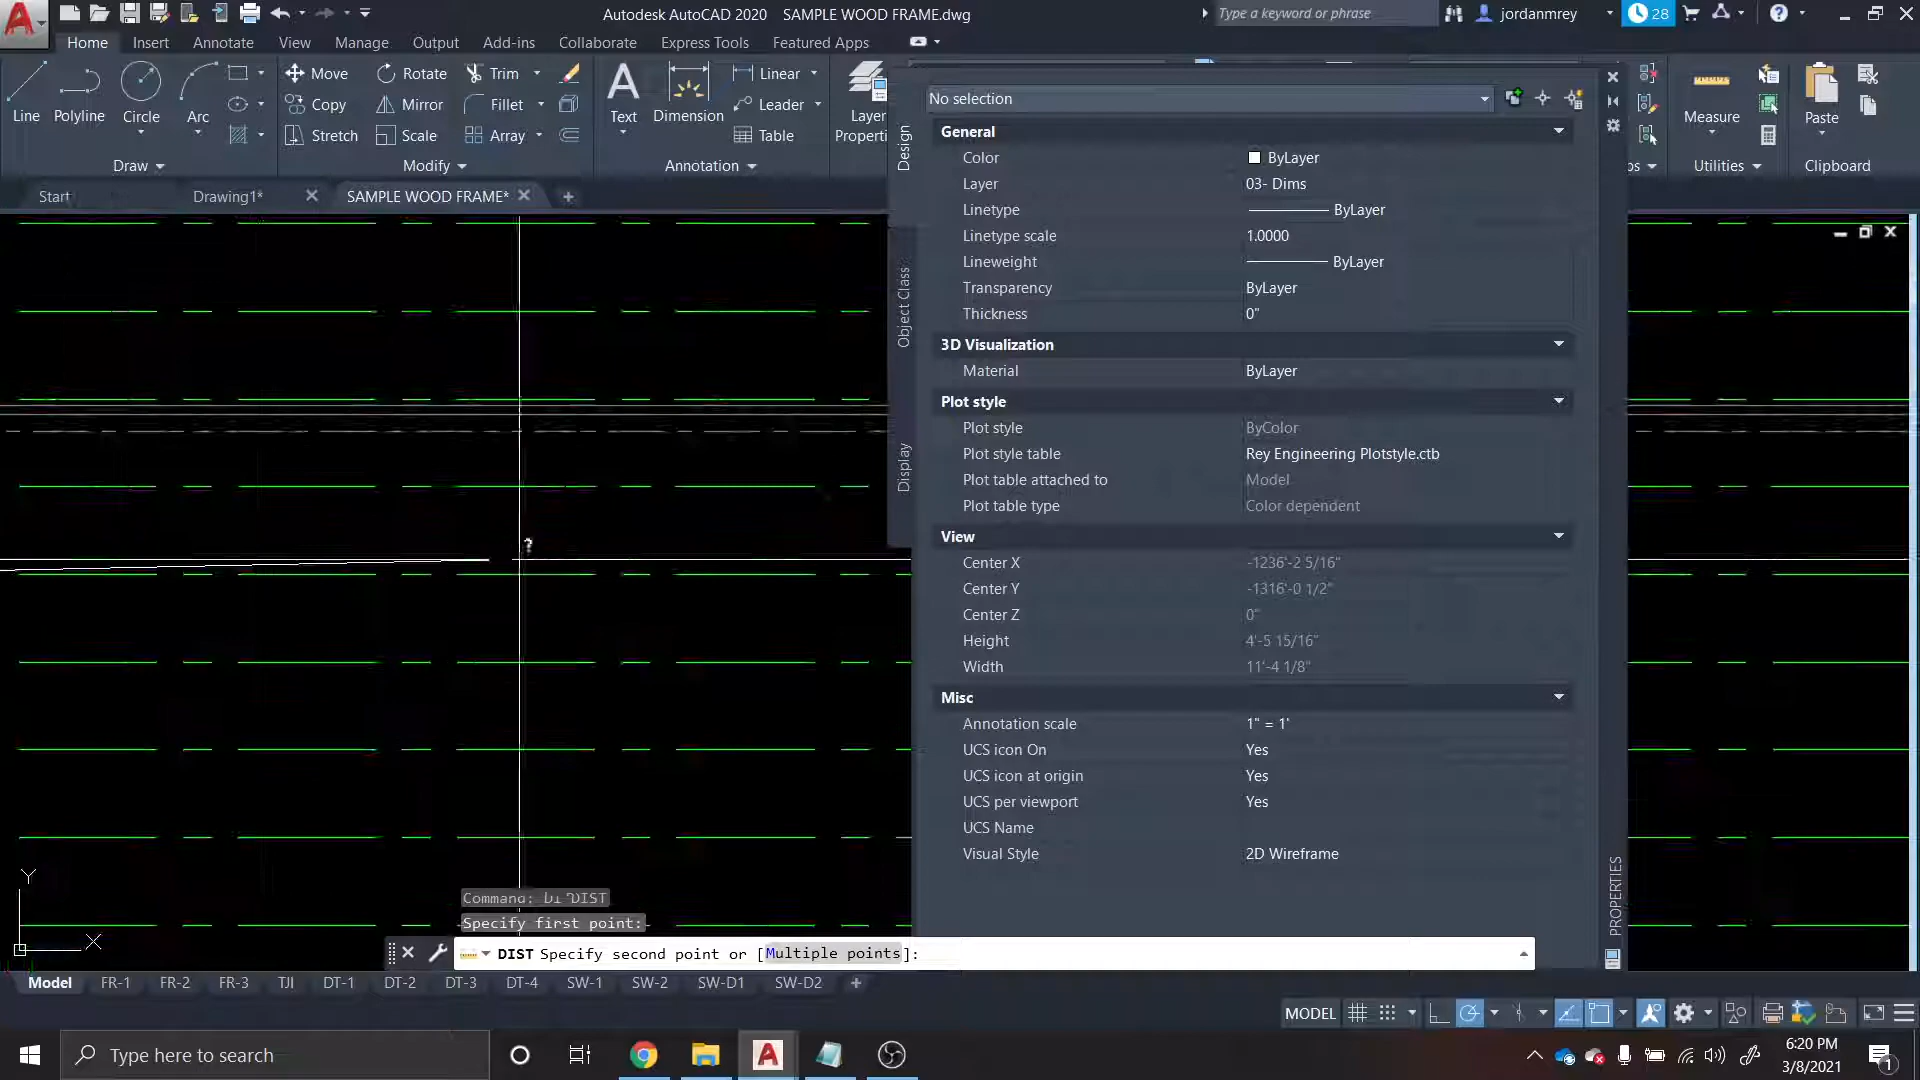 Autodesk AutoCAD 2020 SAMPLE WOOD FRAME.dwg
Type a keyword or phrase
jordanmrey
28
Home Insert Annotate View Manage Output Add-ins Collaborate Express Tools Featured Apps
Line Polyline Circle Arc
Move Rotate Trim
Copy Mirror Fillet
Stretch Scale Array
Text Dimension
Linear
Leader
Table
Layer
Properti
Measure
Paste
Draw Modify Annotation
ps Utilities Clipboard
Start Drawing1* SAMPLE WOOD FRAME*
No selection
Design
Object Class
Display
General
Color ByLayer
Layer 03- Dims
Linetype ByLayer
Linetype scale 1.0000
Lineweight ByLayer
Transparency ByLayer
Thickness 0"
3D Visualization
Material ByLayer
Plot style
Plot style ByColor
Plot style table Rey Engineering Plotstyle.ctb
Plot table attached to Model
Plot table type Color dependent
View
Center X -1236'-2 5/16"
Center Y -1316'-0 1/2"
Center Z 0"
Height 4'-5 15/16"
Width 11'-4 1/8"
Misc
Annotation scale 1" = 1'
UCS icon On Yes
UCS icon at origin Yes
UCS per viewport Yes
UCS Name
Visual Style 2D Wireframe
PROPERTIES
Y
X
Command: DI DIST
Specify first point:
DIST Specify second point or [Multiple points]:
Model FR-1 FR-2 FR-3 TJI DT-1 DT-2 DT-3 DT-4 SW-1 SW-2 SW-D1 SW-D2
MODEL
Type here to search
6:20 PM
3/8/2021
1